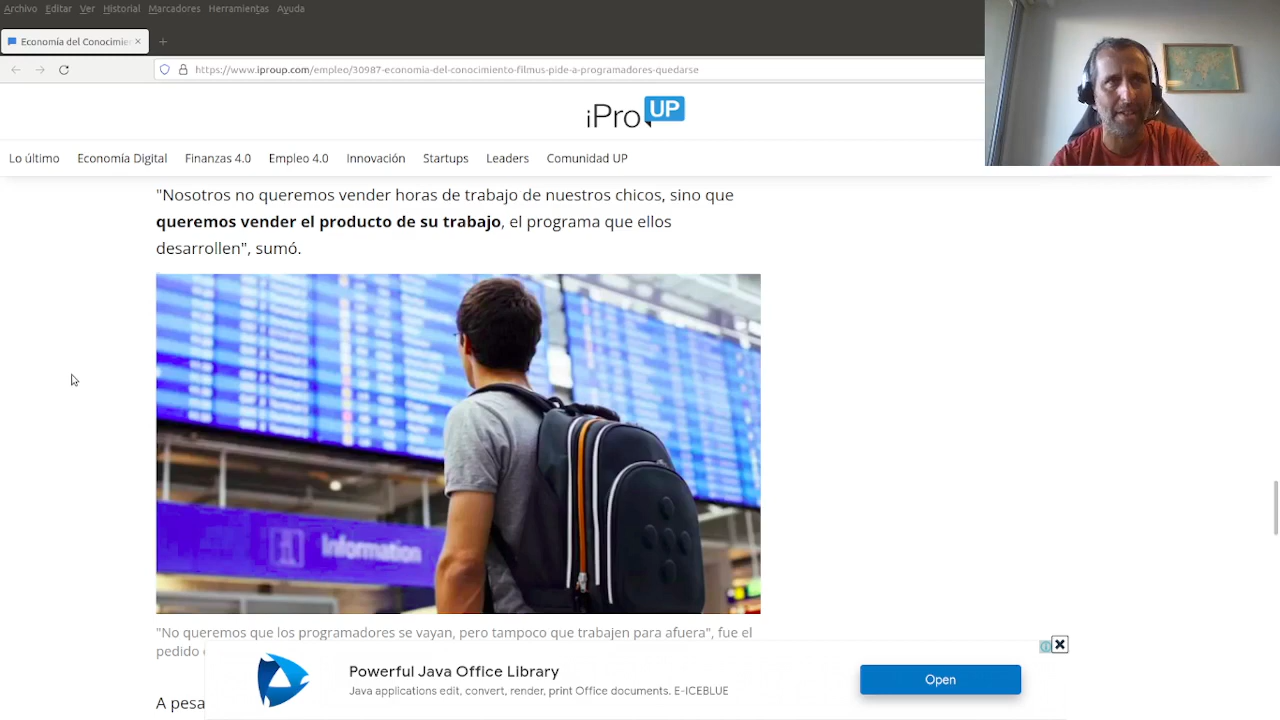 Archivo Editar Ver Historial Marcadores Herramientas Ayuda
Economía del Conocimie
https://www.iproup.com/empleo/30987-economia-del-conocimiento-filmus-pide-a-programadores-quedarse
iPro UP
Lo último Economía Digital Finanzas 4.0 Empleo 4.0 Innovación Startups Leaders Comunidad UP
"Nosotros no queremos vender horas de trabajo de nuestros chicos, sino que
queremos vender el producto de su trabajo, el programa que ellos
desarrollen", sumó.
Information
"No queremos que los programadores se vayan, pero tampoco que trabajen para afuera", fue el
pedido
Powerful Java Office Library
Java applications edit, convert, render, print Office documents. E-ICEBLUE
Open
A pesa